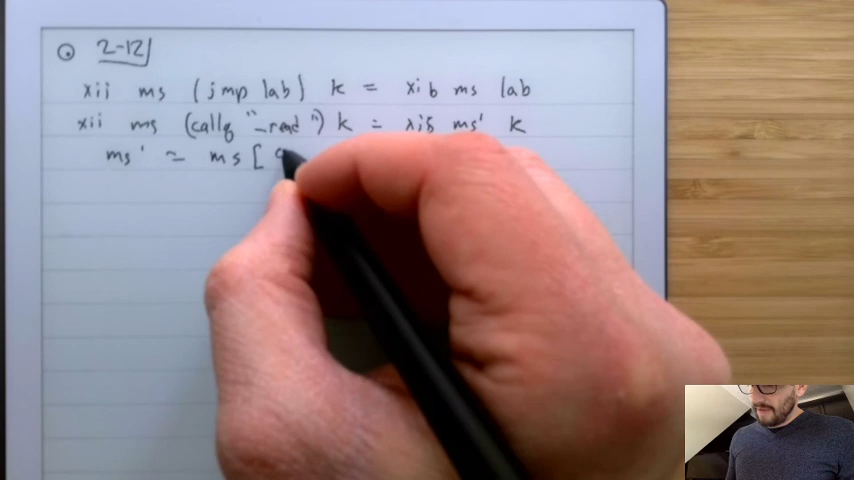 2-12
xii ms (jmp lab) k = xib ms lab
xii ms (callq "_read") k = xib ms' k
ms' = ms [